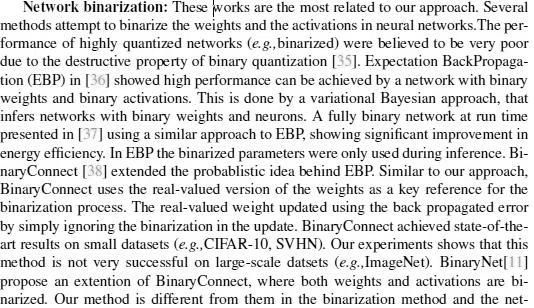 Network binarization: These works are the most related to our approach. Several
methods attempt to binarize the weights and the activations in neural networks.The per-
formance of highly quantized networks (e.g.,binarized) were believed to be very poor
due to the destructive property of binary quantization [35]. Expectation BackPropaga-
tion (EBP) in [36] showed high performance can be achieved by a network with binary
weights and binary activations. This is done by a variational Bayesian approach, that
infers networks with binary weights and neurons. A fully binary network at run time
presented in [37] using a similar approach to EBP, showing significant improvement in
energy efficiency. In EBP the binarized parameters were only used during inference. Bi-
naryConnect [38] extended the probablistic idea behind EBP. Similar to our approach,
BinaryConnect uses the real-valued version of the weights as a key reference for the
binarization process. The real-valued weight updated using the back propagated error
by simply ignoring the binarization in the update. BinaryConnect achieved state-of-the-
art results on small datasets (e.g.,CIFAR-10, SVHN). Our experiments shows that this
method is not very successful on large-scale datsets (e.g.,ImageNet). BinaryNet[11]
propose an extention of BinaryConnect, where both weights and activations are bi-
narized. Our method is different from them in the binarization method and the net-